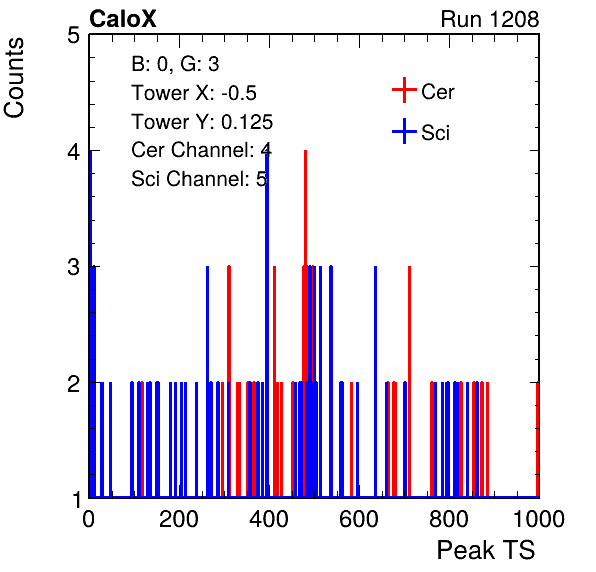 CaloX Run 1208
Counts
B: 0, G: 3
Tower X: -0.5
Tower Y: 0.125
Cer Channel: 4
Sci Channel: 5
Cer
Sci
5
4
3
2
1
0 200 400 600 800 1000
Peak TS